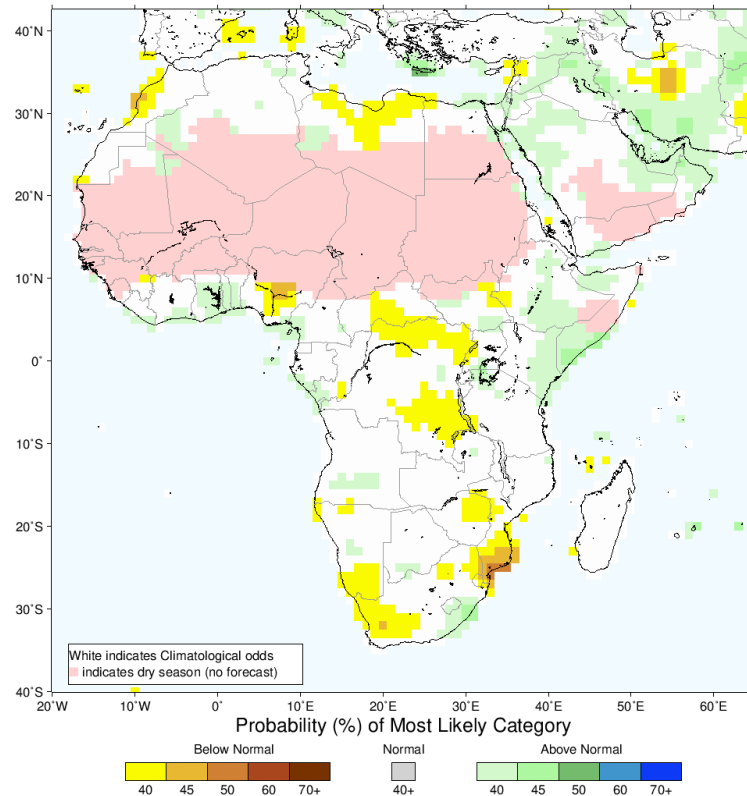 40˚N
30˚N
20˚N
10˚N
0˚
10˚S
20˚S
30˚S
40˚S
White indicates Climatological odds
indicates dry season (no forecast)
20˚W 10˚W 0˚ 10˚E 20˚E 30˚E 40˚E 50˚E 60˚E
Probability (%) of Most Likely Category
Below Normal Normal Above Normal
40 45 50 60 70+ 40+ 40 45 50 60 70+